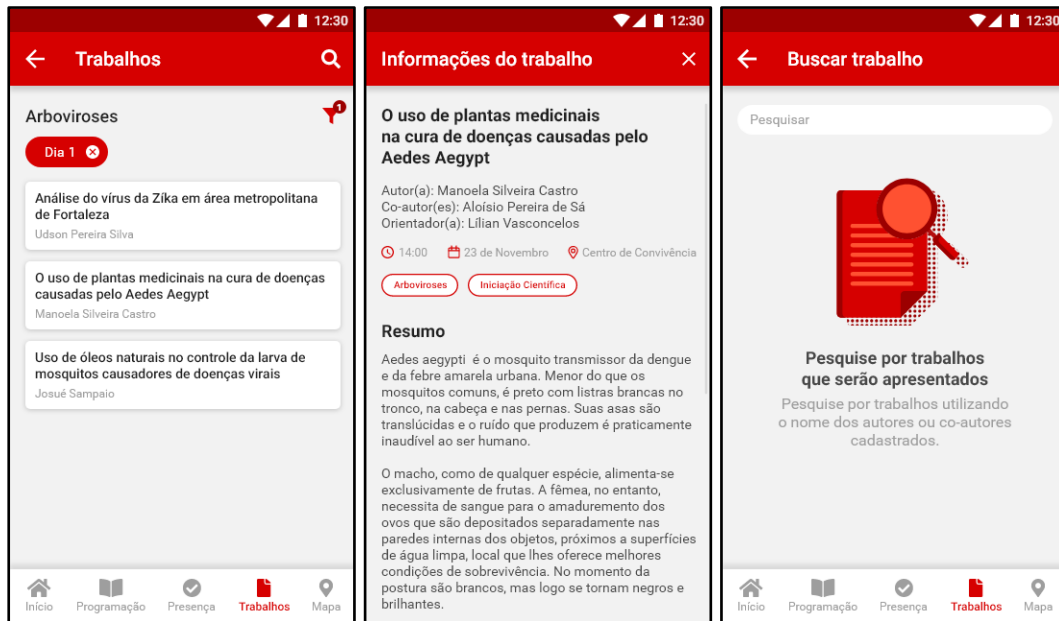 12:30
Trabalhos
Arboviroses
1
Dia 1
Análise do vírus da Zíka em área metropolitana
de Fortaleza
Udson Pereira Silva
O uso de plantas medicinais na cura de doenças
causadas pelo Aedes Aegypt
Manoela Silveira Castro
Uso de óleos naturais no controle da larva de
mosquitos causadores de doenças virais
Josué Sampaio
Início Programação Presença Trabalhos Mapa
12:30
Informações do trabalho
O uso de plantas medicinais
na cura de doenças causadas pelo
Aedes Aegypt
Autor(a): Manoela Silveira Castro
Co-autor(es): Aloísio Pereira de Sá
Orientador(a): Lílian Vasconcelos
14:00 23 de Novembro Centro de Convivência
Arboviroses Iniciação Científica
Resumo
Aedes aegypti é o mosquito transmissor da dengue
e da febre amarela urbana. Menor do que os
mosquitos comuns, é preto com listras brancas no
tronco, na cabeça e nas pernas. Suas asas são
translúcidas e o ruído que produzem é praticamente
inaudível ao ser humano.
O macho, como de qualquer espécie, alimenta-se
exclusivamente de frutas. A fêmea, no entanto,
necessita de sangue para o amaduremento dos
ovos que são depositados separadamente nas
paredes internas dos objetos, próximos a superfícies
de água limpa, local que lhes oferece melhores
condições de sobrevivência. No momento da
postura são brancos, mas logo se tornam negros e
brilhantes.
12:30
Buscar trabalho
Pesquisar
Pesquise por trabalhos
que serão apresentados
Pesquise por trabalhos utilizando
o nome dos autores ou co-autores
cadastrados.
Início Programação Presença Trabalhos Mapa